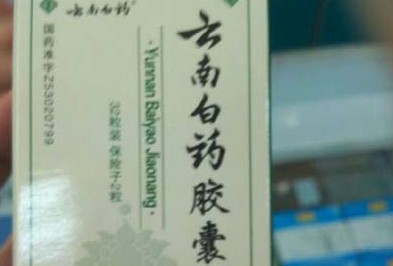 云南白药
国药准字Z53020799
云南白药胶囊
Yunnan Baiyao Jiaonang
32粒装 保险子2粒